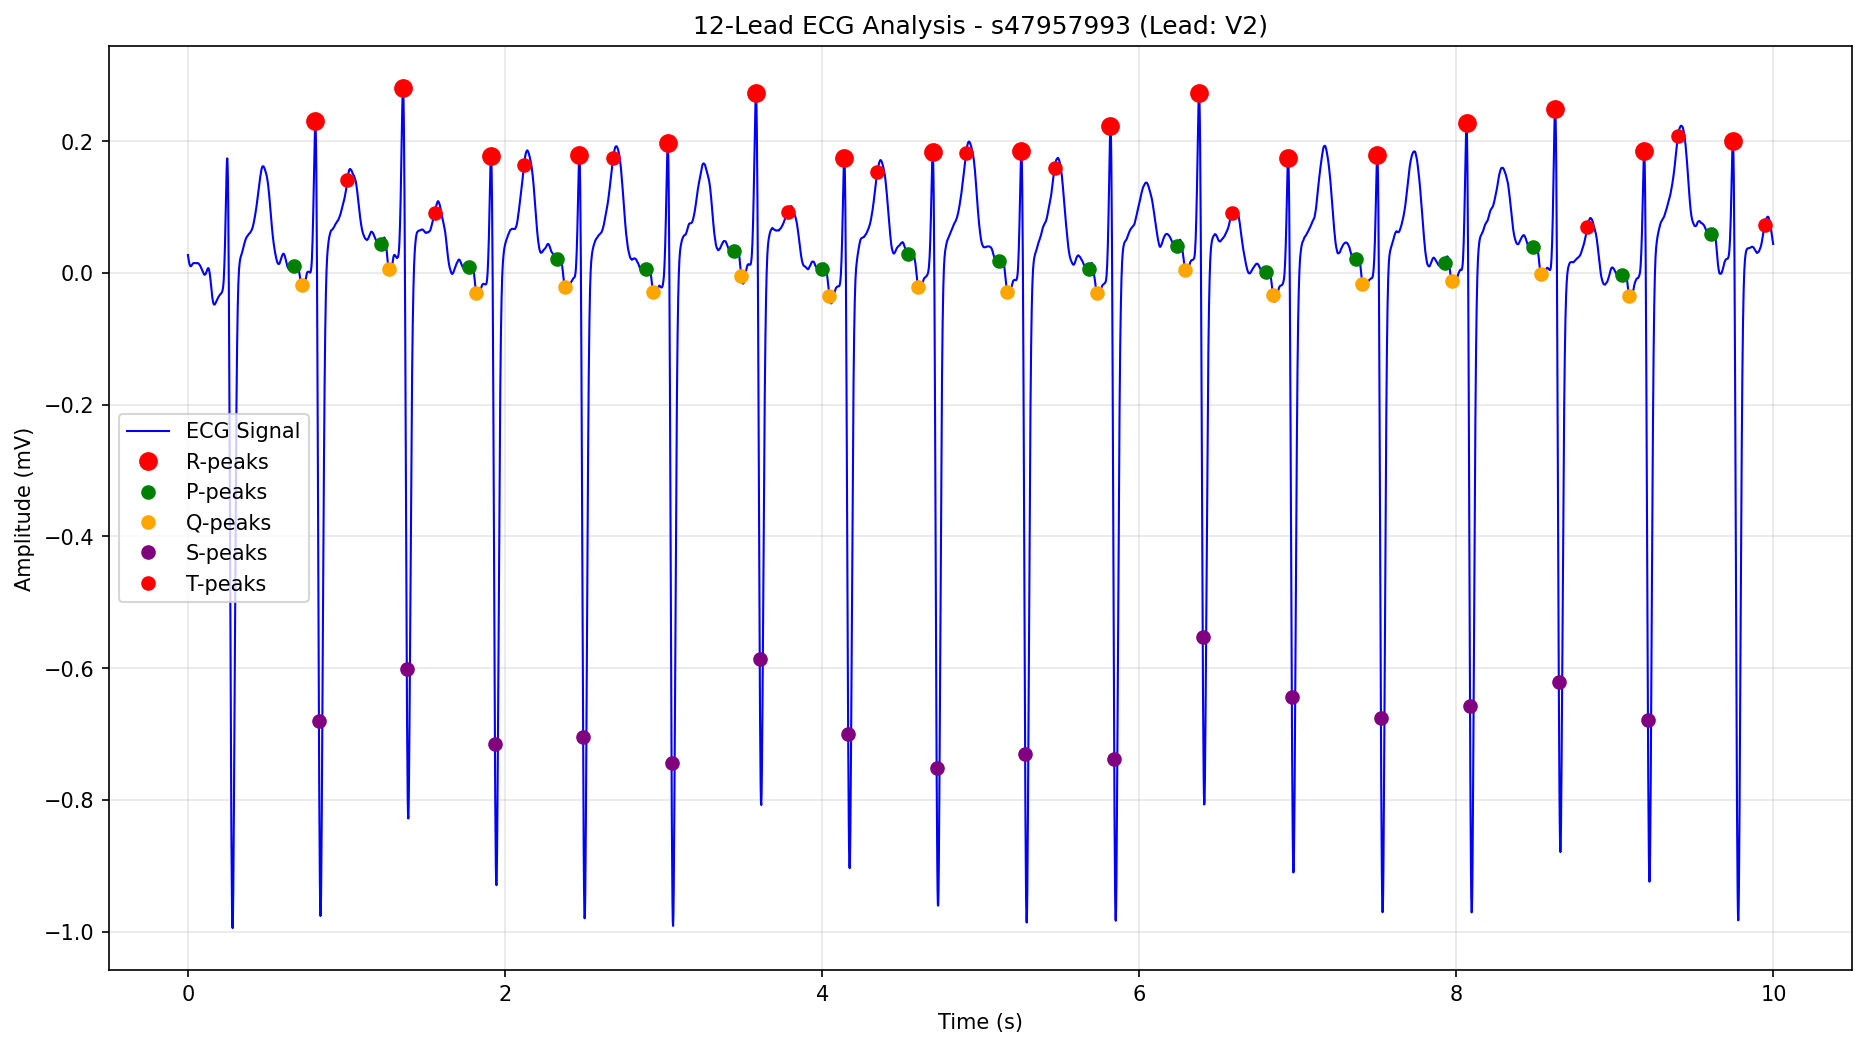 12-Lead ECG Analysis - s47957993 (Lead: V2)
Amplitude (mV)
0.2
0.0
−0.2
−0.4
−0.6
−0.8
−1.0
ECG Signal
R-peaks
P-peaks
Q-peaks
S-peaks
T-peaks
0 2 4 6 8 10
Time (s)